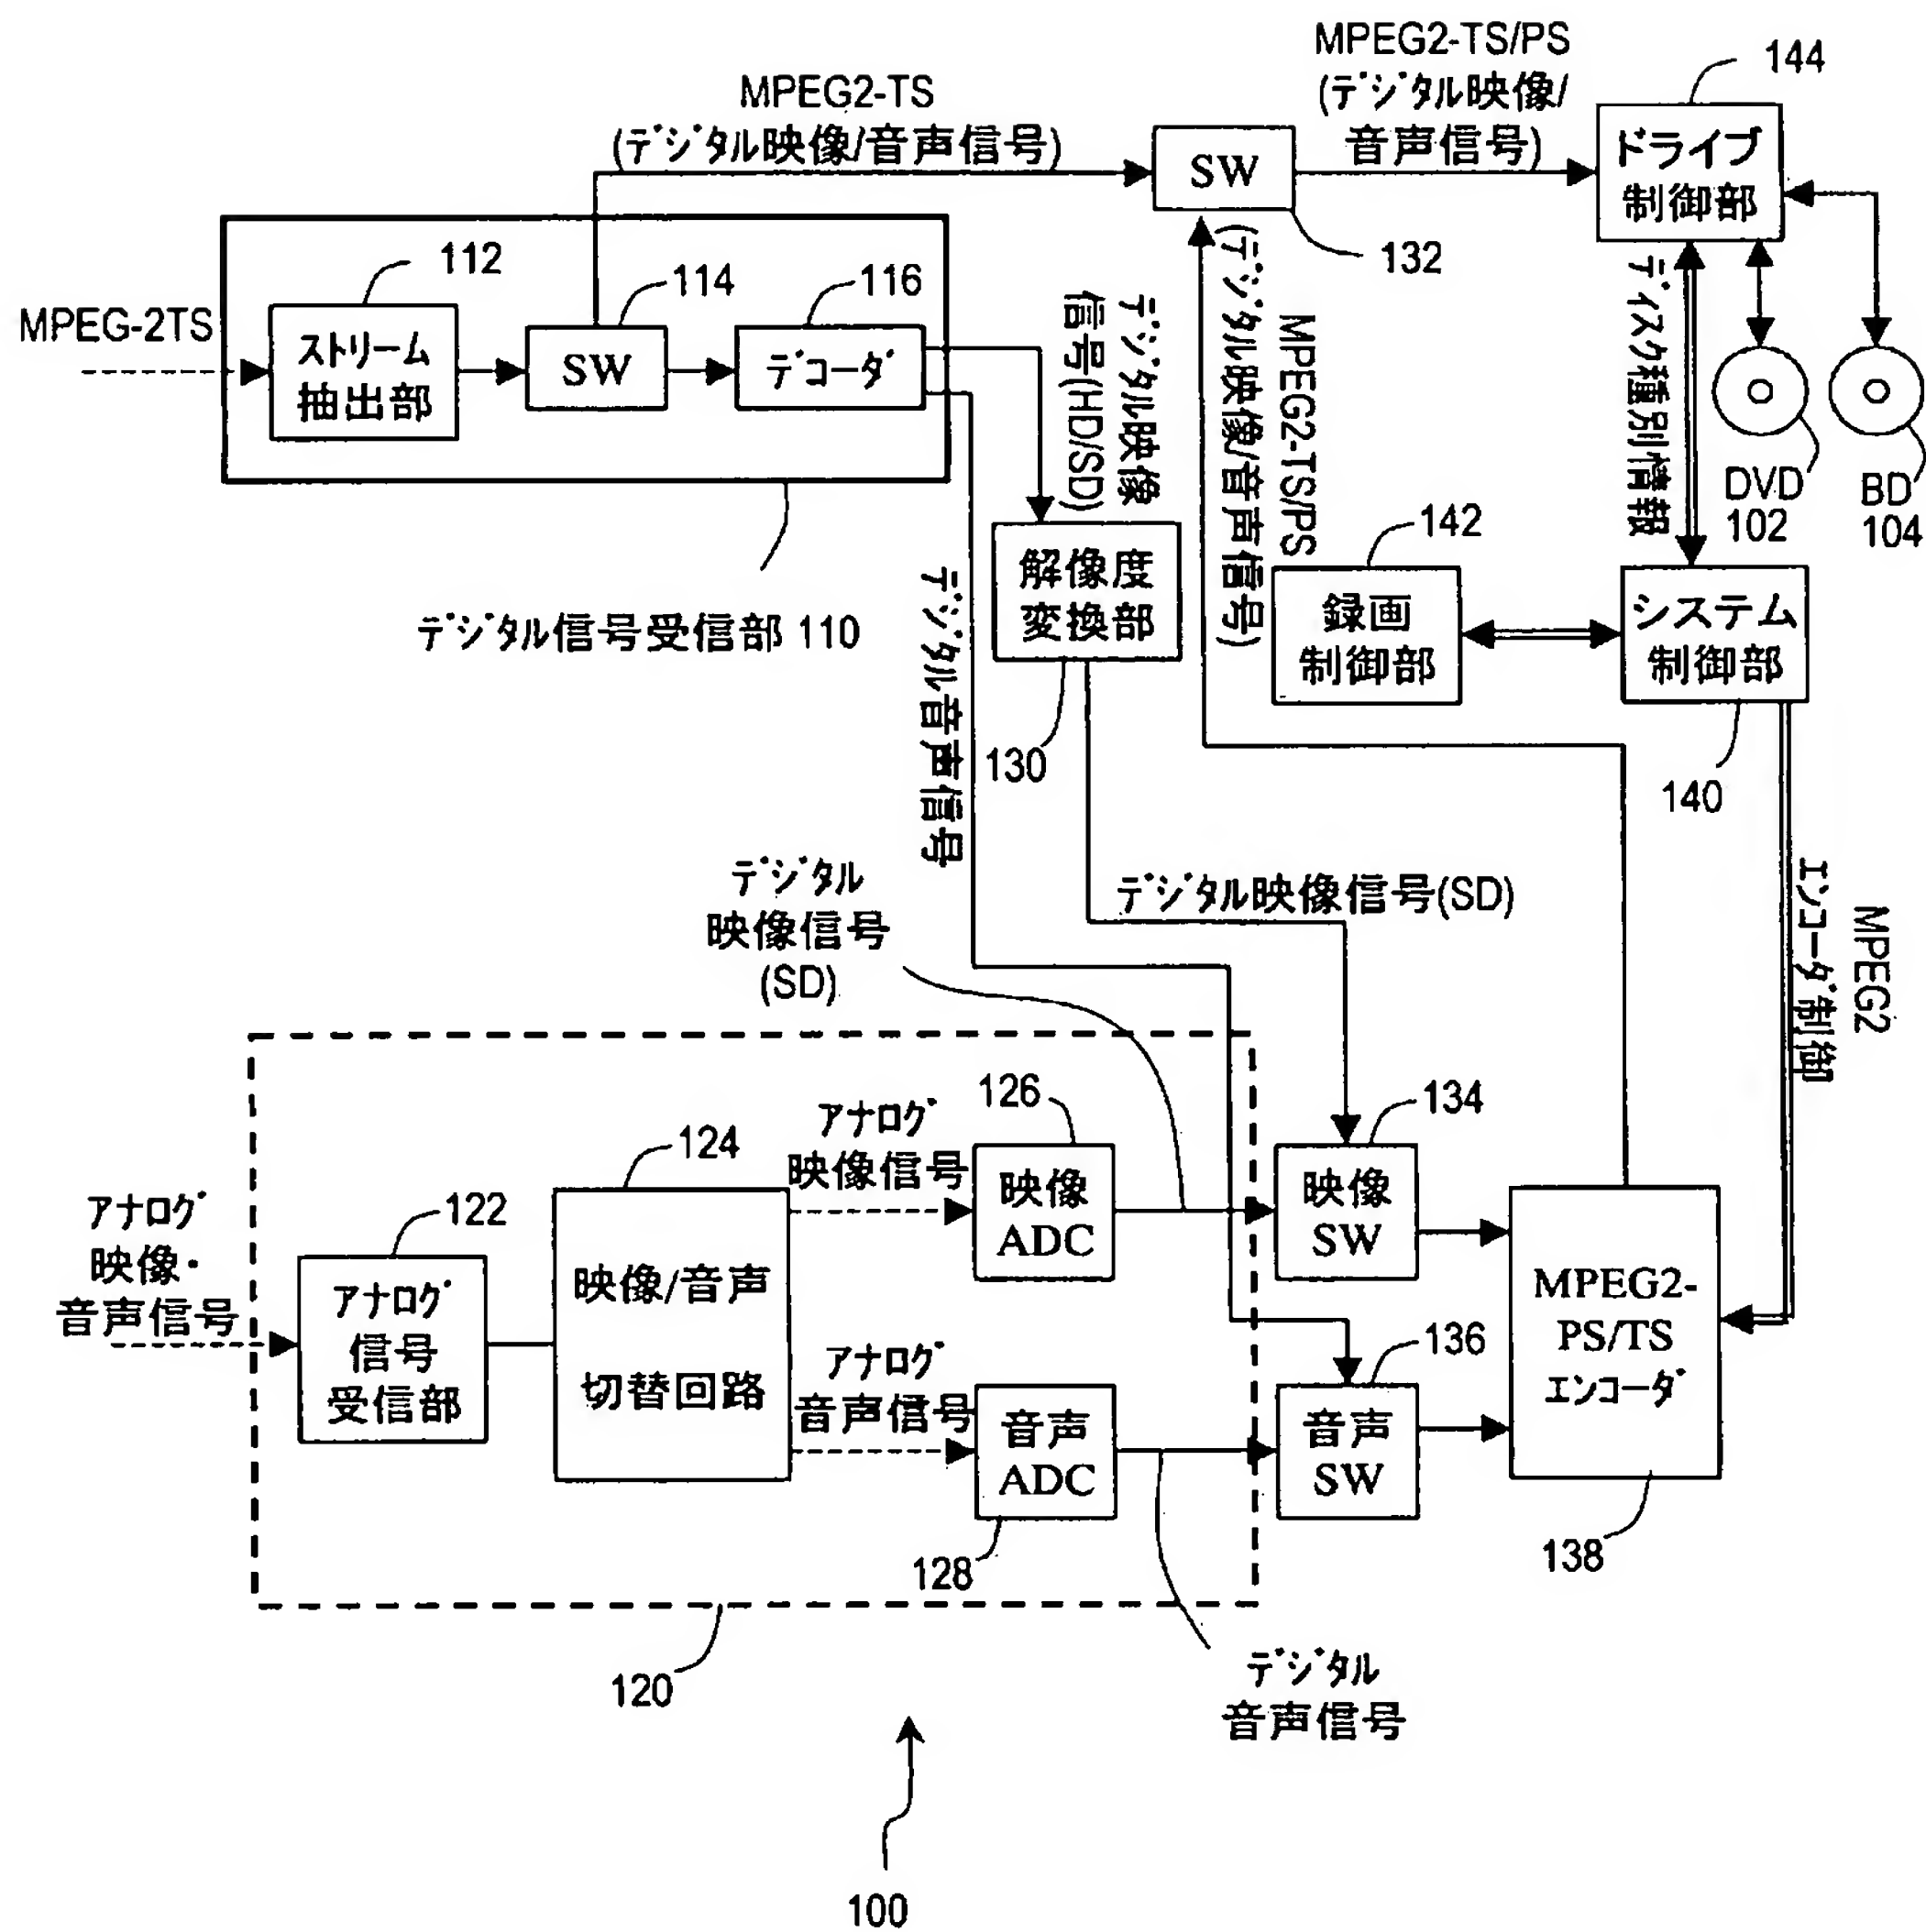 MPEG2-TS/PS
(デジタル映像/
音声信号)
144
MPEG2-TS
(デジタル映像/音声信号)
SW
132
ドライブ
制御部
112
114
116
MPEG-2TS
ストリーム
抽出部
SW
デコーダ
デジタル映像
信号(HD/SD)
MPEG2-TS/PS
(デジタル映像/音声信号)
ディスク種別情報
DVD
102
BD
104
デジタル信号受信部 110
デジタル音声信号
解像度
変換部
130
142
録画
制御部
システム
制御部
140
デジタル映像信号(SD)
デジタル
映像信号
(SD)
MPEG2
エンコーダ制御
アナログ
映像・
音声信号
122
アナログ
信号
受信部
124
映像/音声
切替回路
アナログ
映像信号
アナログ
音声信号
126
映像
ADC
音声
ADC
128
134
映像
SW
136
音声
SW
MPEG2-
PS/TS
エンコーダ
138
120
デジタル
音声信号
100